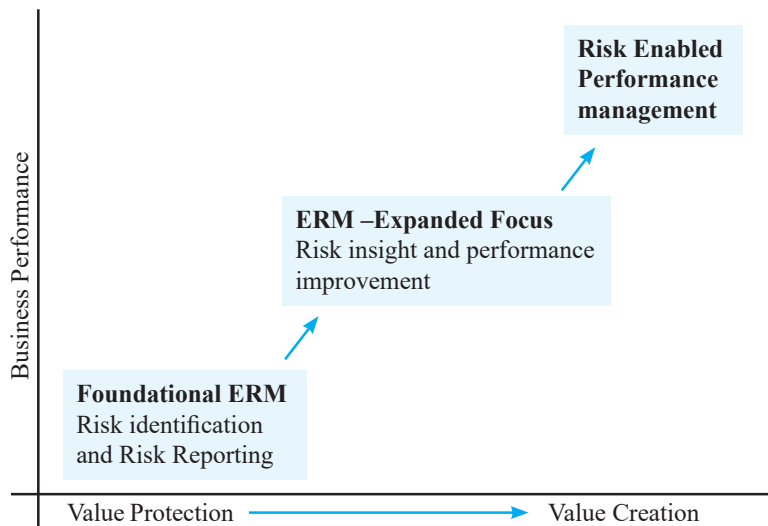 Risk Enabled
Performance
management
ERM –Expanded Focus
Risk insight and performance
improvement
Business Performance
Foundational ERM
Risk identification
and Risk Reporting
Value Protection
Value Creation